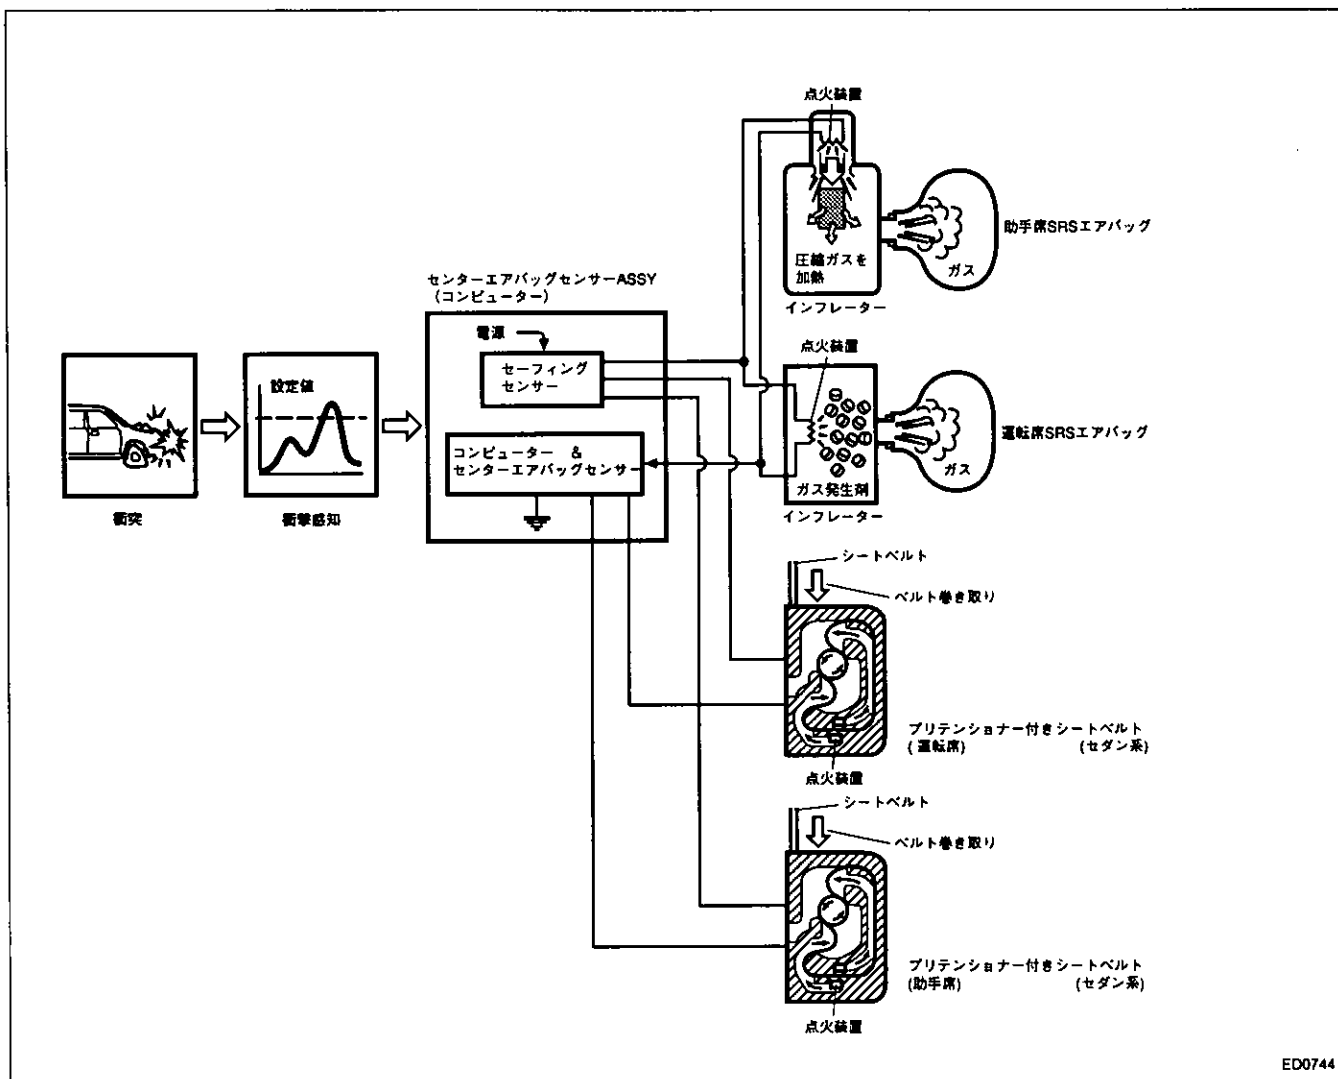 点火装置
助手席SRSエアバッグ
圧縮ガスを
加熱
ガス
インフレーター
センターエアバッグセンサーASSY
(コンピューター)
電源
セーフィング
センサー
コンピューター &
センターエアバッグセンサー
設定値
衝突
衝撃感知
点火装置
運転席SRSエアバッグ
ガス
ガス発生剤
インフレーター
シートベルト
ベルト巻き取り
プリテンショナー付きシートベルト
(運転席) (セダン系)
点火装置
シートベルト
ベルト巻き取り
プリテンショナー付きシートベルト
(助手席) (セダン系)
点火装置
ED0744